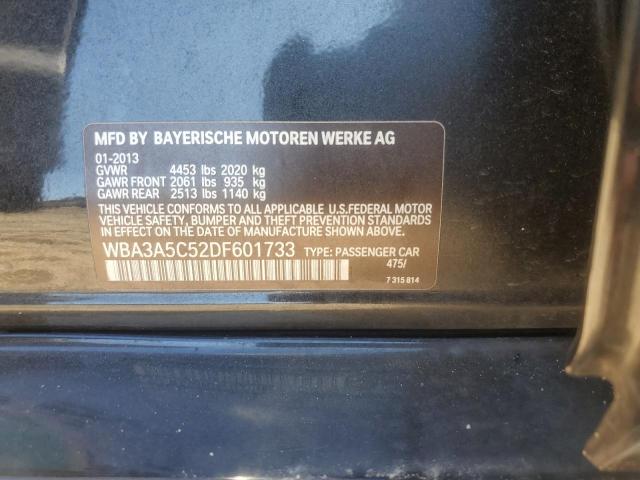 MFD BY BAYERISCHE MOTOREN WERKE AG
01-2013
GVWR 4453 lbs 2020 kg
GAWR FRONT 2061 lbs 935 kg
GAWR REAR 2513 lbs 1140 kg
THIS VEHICLE CONFORMS TO ALL APPLICABLE U.S.FEDERAL MOTOR
VEHICLE SAFETY, BUMPER AND THEFT PREVENTION STANDARDS
IN EFFECT ON THE DATE OF MANUFACTURE SHOWN ABOVE.
WBA3A5C52DF601733 TYPE: PASSENGER CAR
475/
7 315 814